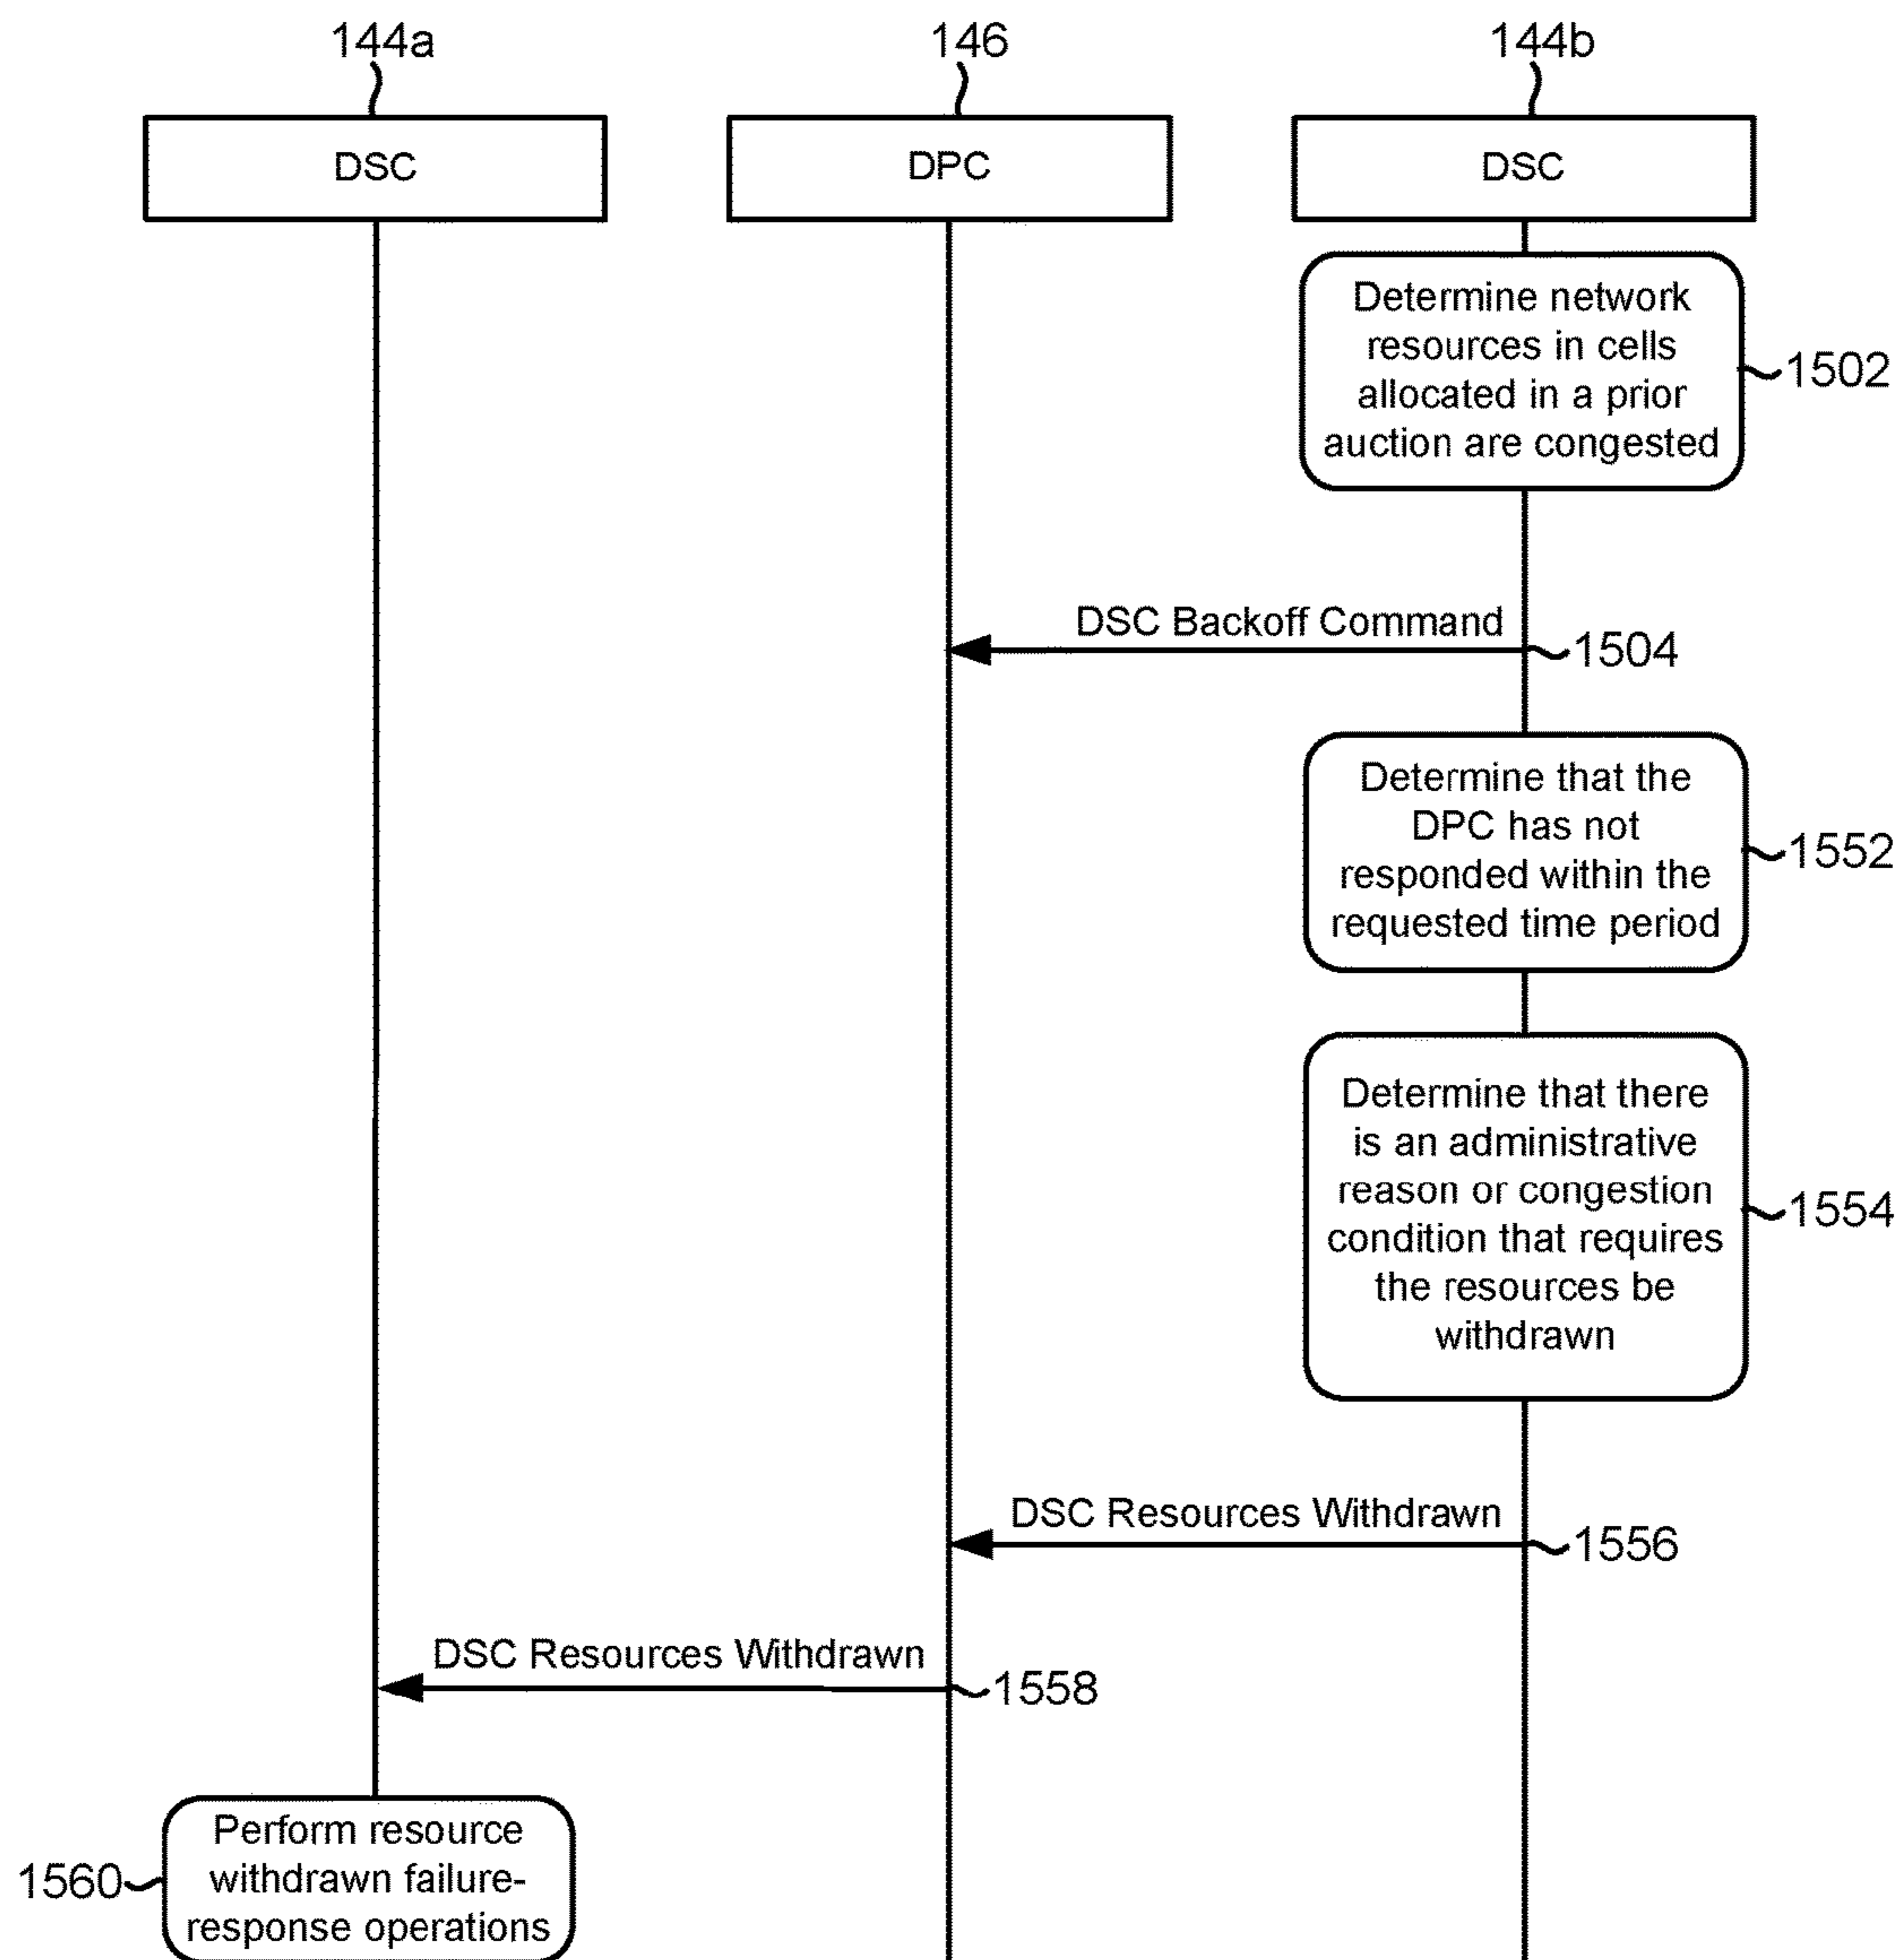 144a
146
144b
DSC
DPC
DSC
Determine network
resources in cells
allocated in a prior
auction are congested
1502
DSC Backoff Command
1504
Determine that the
DPC has not
responded within the
requested time period
1552
Determine that there
is an administrative
reason or congestion
condition that requires
the resources be
withdrawn
1554
DSC Resources Withdrawn
1556
DSC Resources Withdrawn
1558
Perform resource
withdrawn failure-
response operations
1560